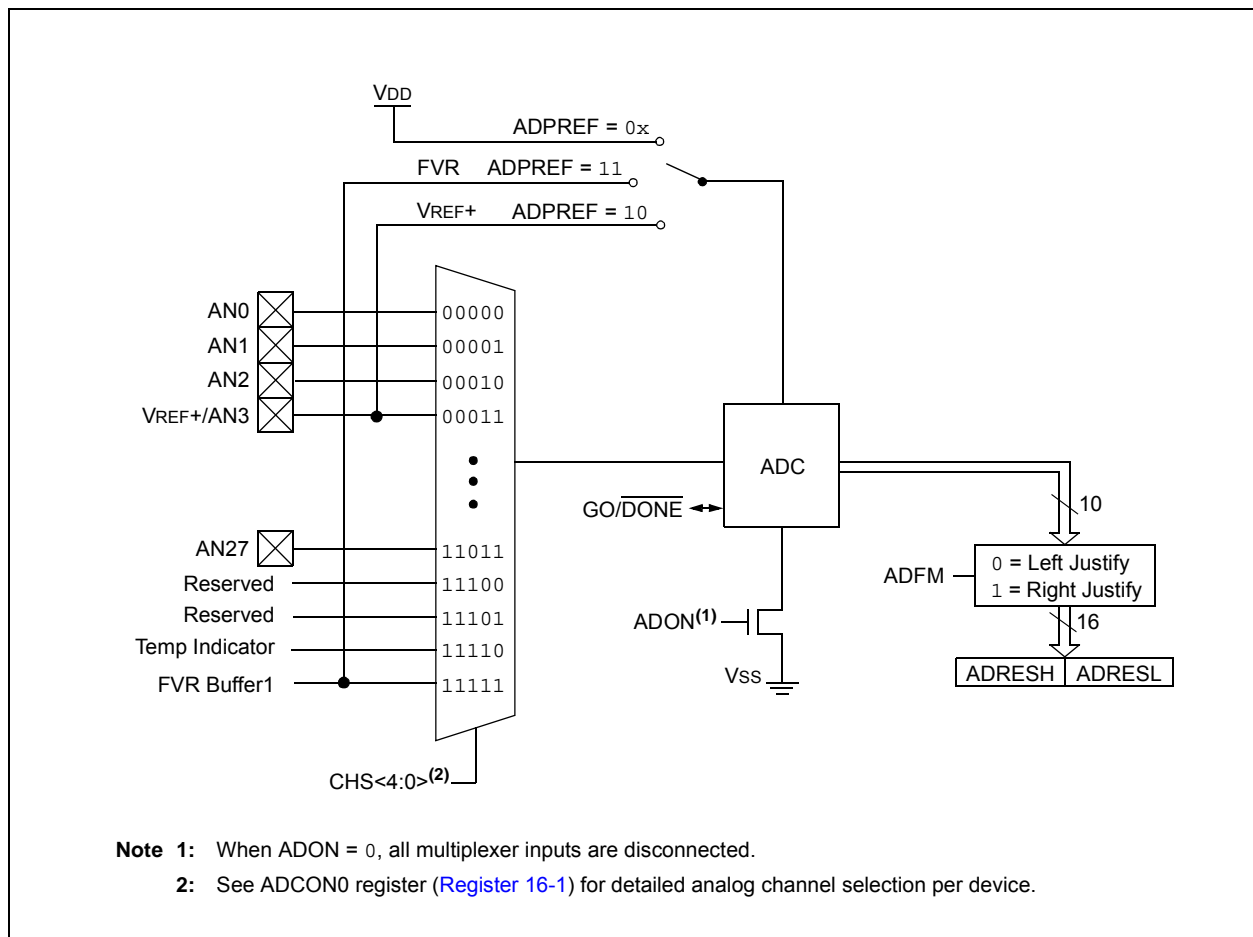 VDD
ADPREF = 0x
FVR ADPREF = 11
VREF+ ADPREF = 10
AN0 00000
AN1 00001
AN2 00010
VREF+/AN3 00011
ADC
GO/DONE
10
AN27 11011
Reserved 11100
Reserved 11101
Temp Indicator 11110
FVR Buffer1 11111
ADFM
0 = Left Justify
1 = Right Justify
16
ADON(1)
VSS
ADRESH ADRESL
CHS<4:0>(2)
Note 1: When ADON = 0, all multiplexer inputs are disconnected.
2: See ADCON0 register (Register 16-1) for detailed analog channel selection per device.